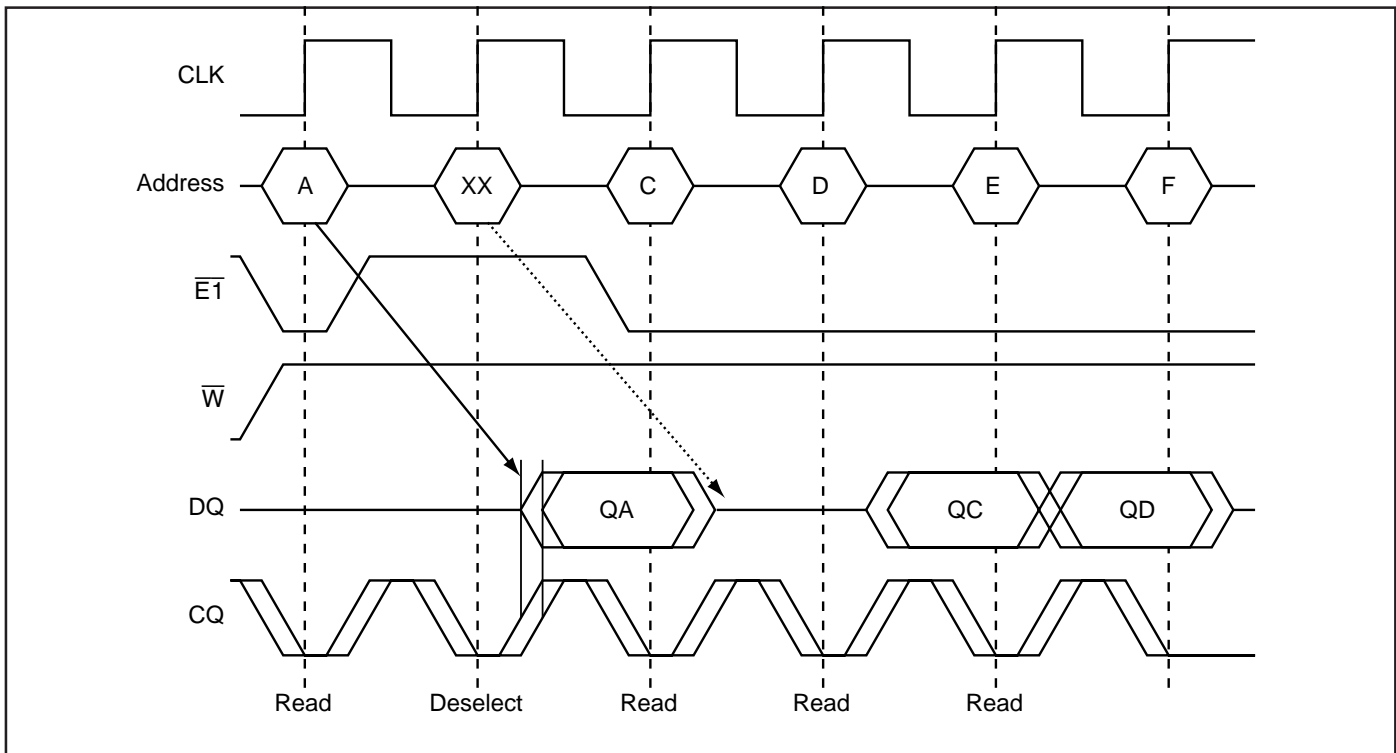 CLK
Address A XX C D E F
E1
W
DQ QA QC QD
CQ
Read Deselect Read Read Read